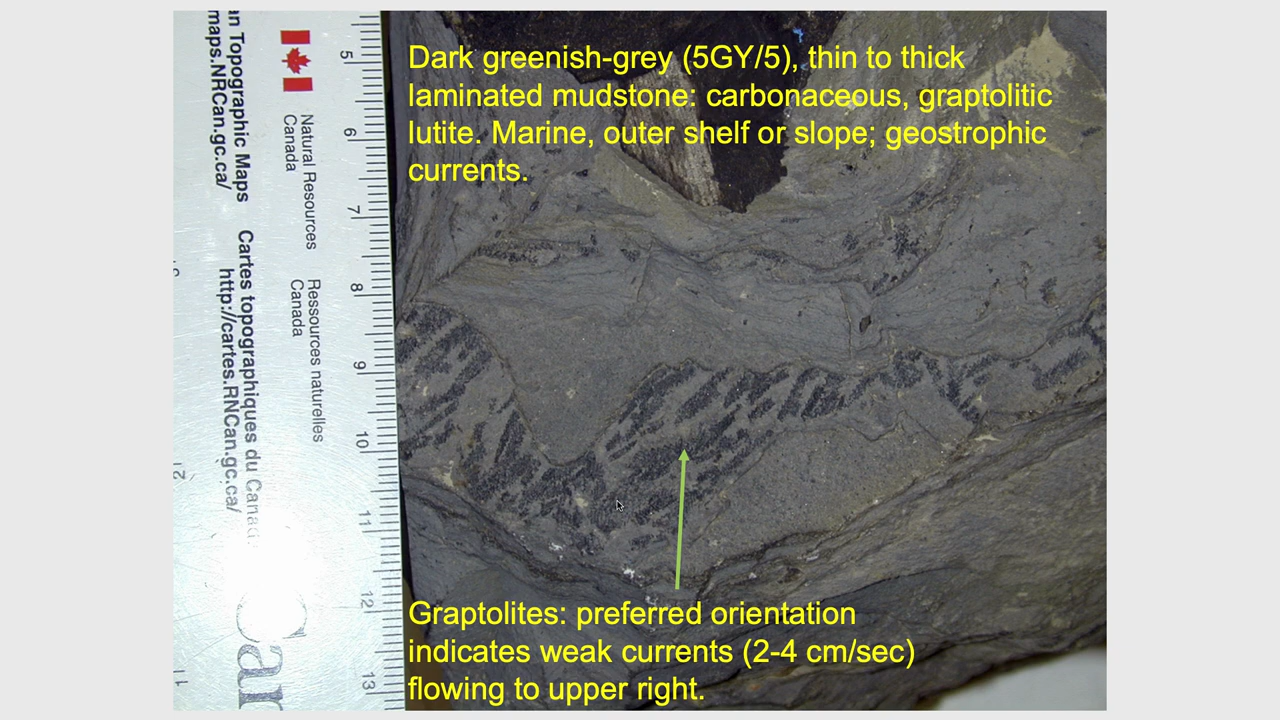 Dark greenish-grey (5GY/5), thin to thick
laminated mudstone: carbonaceous, graptolitic
lutite. Marine, outer shelf or slope; geostrophic
currents.
Graptolites: preferred orientation
indicates weak currents (2-4 cm/sec)
flowing to upper right.
Topographic Maps
maps.NRCan.gc.ca/
Cartes topographiques du
http://cartes.RNCan.gc.ca/
Natural Resources
Canada
Ressources naturelles
Canada
5
6
7
8
9
10
11
12
13